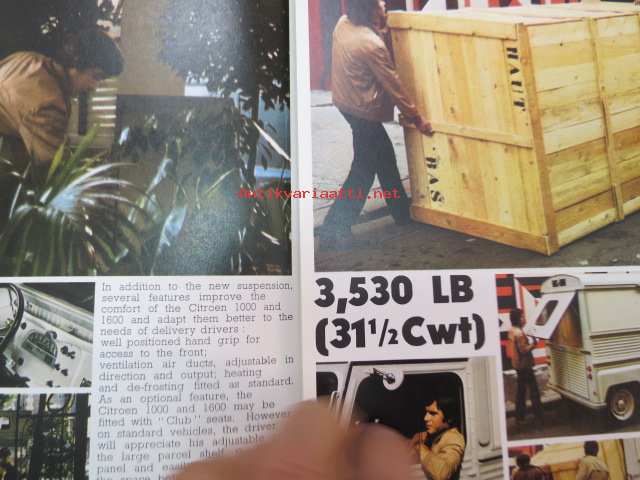 HAUT
BAS
Antikvariaatti.net
3,530 LB
(31½Cwt)
In addition to the new suspension,
several features improve the
comfort of the Citroen 1000 and
1600 and adapt them better to the
needs of delivery drivers :
well positioned hand grip for
access to the front;
ventilation air ducts, adjustable in
direction and output; heating
and de-frosting fitted as standard.
As an optional feature, the
Citroen 1000 and 1600 may be
fitted with "Club" seats. However
on standard vehicles, the driver
will appreciate his adjustable
the large parcel shelf
panel and
the space